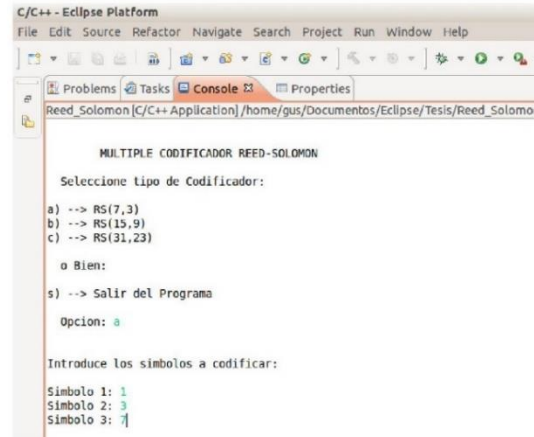 C/C++ - Eclipse Platform
File Edit Source Refactor Navigate Search Project Run Window Help
Problems Tasks Console Properties
Reed_Solomon [C/C++ Application] /home/gus/Documentos/Eclipse/Tesis/Reed_Solomo
MULTIPLE CODIFICADOR REED-SOLOMON
Seleccione tipo de Codificador:
a) --> RS(7,3)
b) --> RS(15,9)
c) --> RS(31,23)
o Bien:
s) --> Salir del Programa
Opcion: a
Introduce los simbolos a codificar:
Simbolo 1: 1
Simbolo 2: 3
Simbolo 3: 7